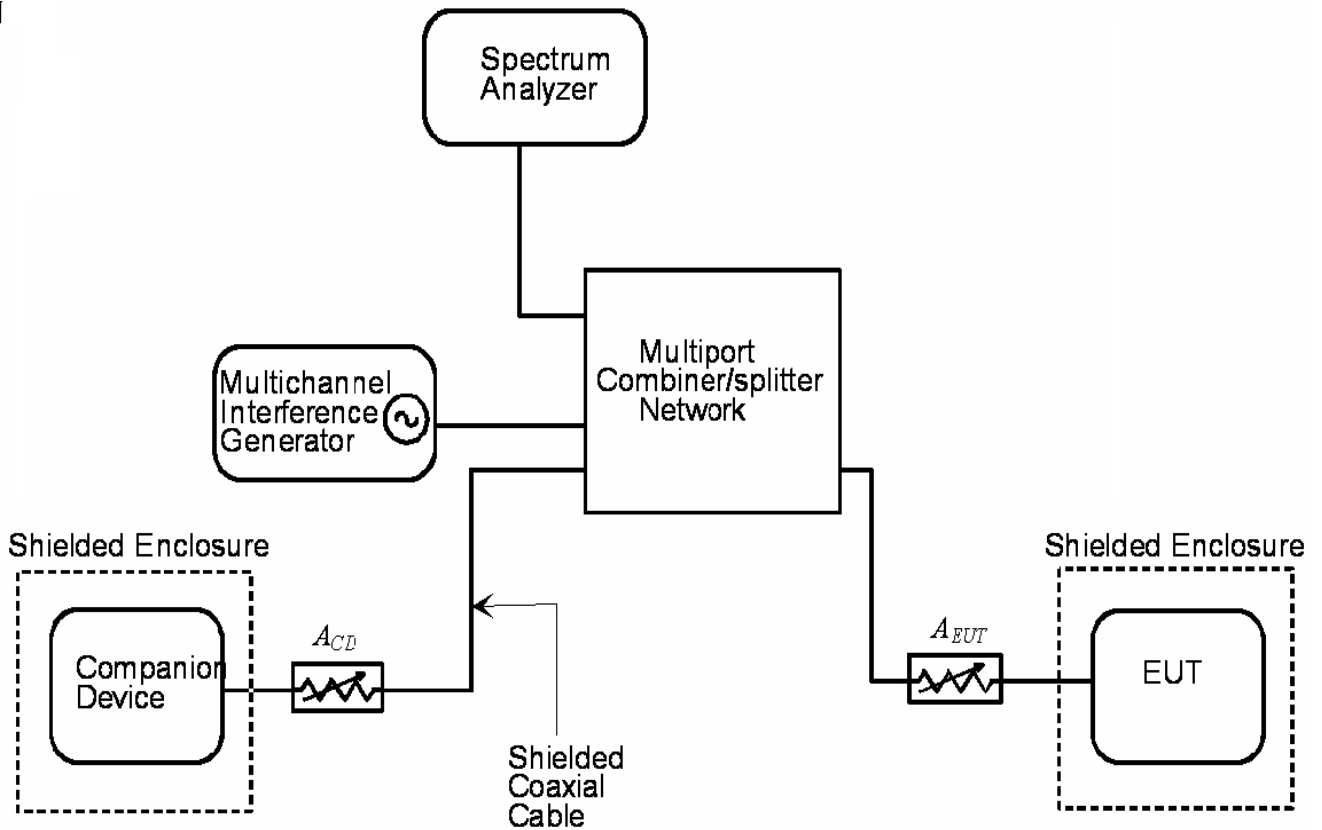 Spectrum
Analyzer
Multiport
Combiner/splitter
Network
Multichannel
Interference
Generator
Shielded Enclosure
Shielded Enclosure
A_CD
A_EUT
Companion
Device
EUT
Shielded
Coaxial
Cable